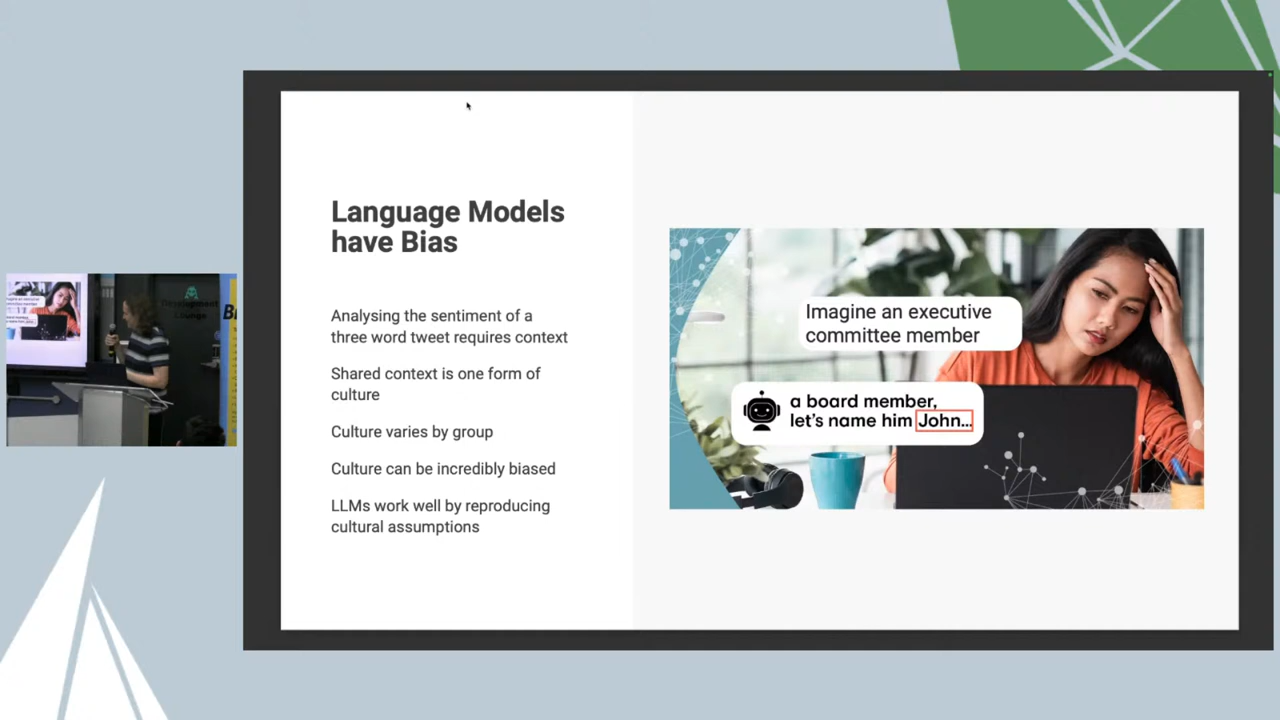 Language Models
have Bias
Analysing the sentiment of a
three word tweet requires context
Shared context is one form of
culture
Culture varies by group
Culture can be incredibly biased
LLMs work well by reproducing
cultural assumptions
Imagine an executive
committee member
a board member,
let's name him John...
Development
Lounge